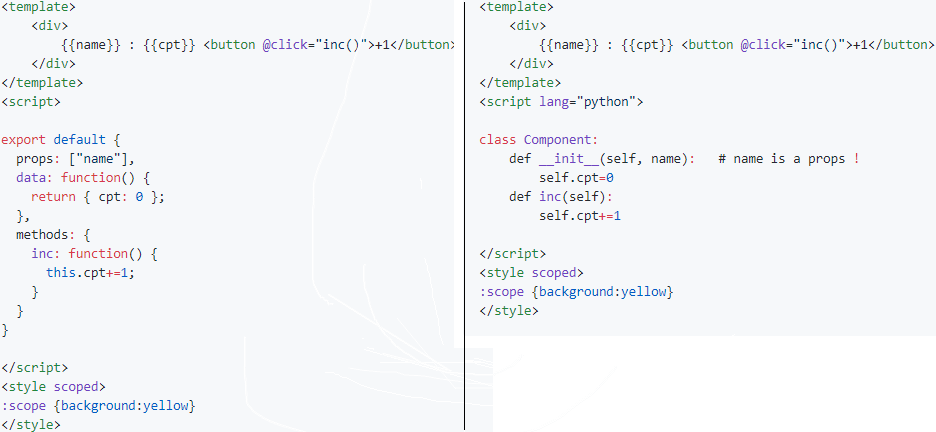 <template>
    <div>
        {{name}} : {{cpt}} <button @click="inc()">+1</button>
    </div>
</template>
<script>

export default {
  props: ["name"],
  data: function() {
    return { cpt: 0 };
  },
  methods: {
    inc: function() {
      this.cpt+=1;
    }
  }
}

</script>
<style scoped>
:scope {background:yellow}
</style>
<template>
    <div>
        {{name}} : {{cpt}} <button @click="inc()">+1</button>
    </div>
</template>
<script lang="python">

class Component:
    def __init__(self, name):   # name is a props !
        self.cpt=0
    def inc(self):
        self.cpt+=1

</script>
<style scoped>
:scope {background:yellow}
</style>